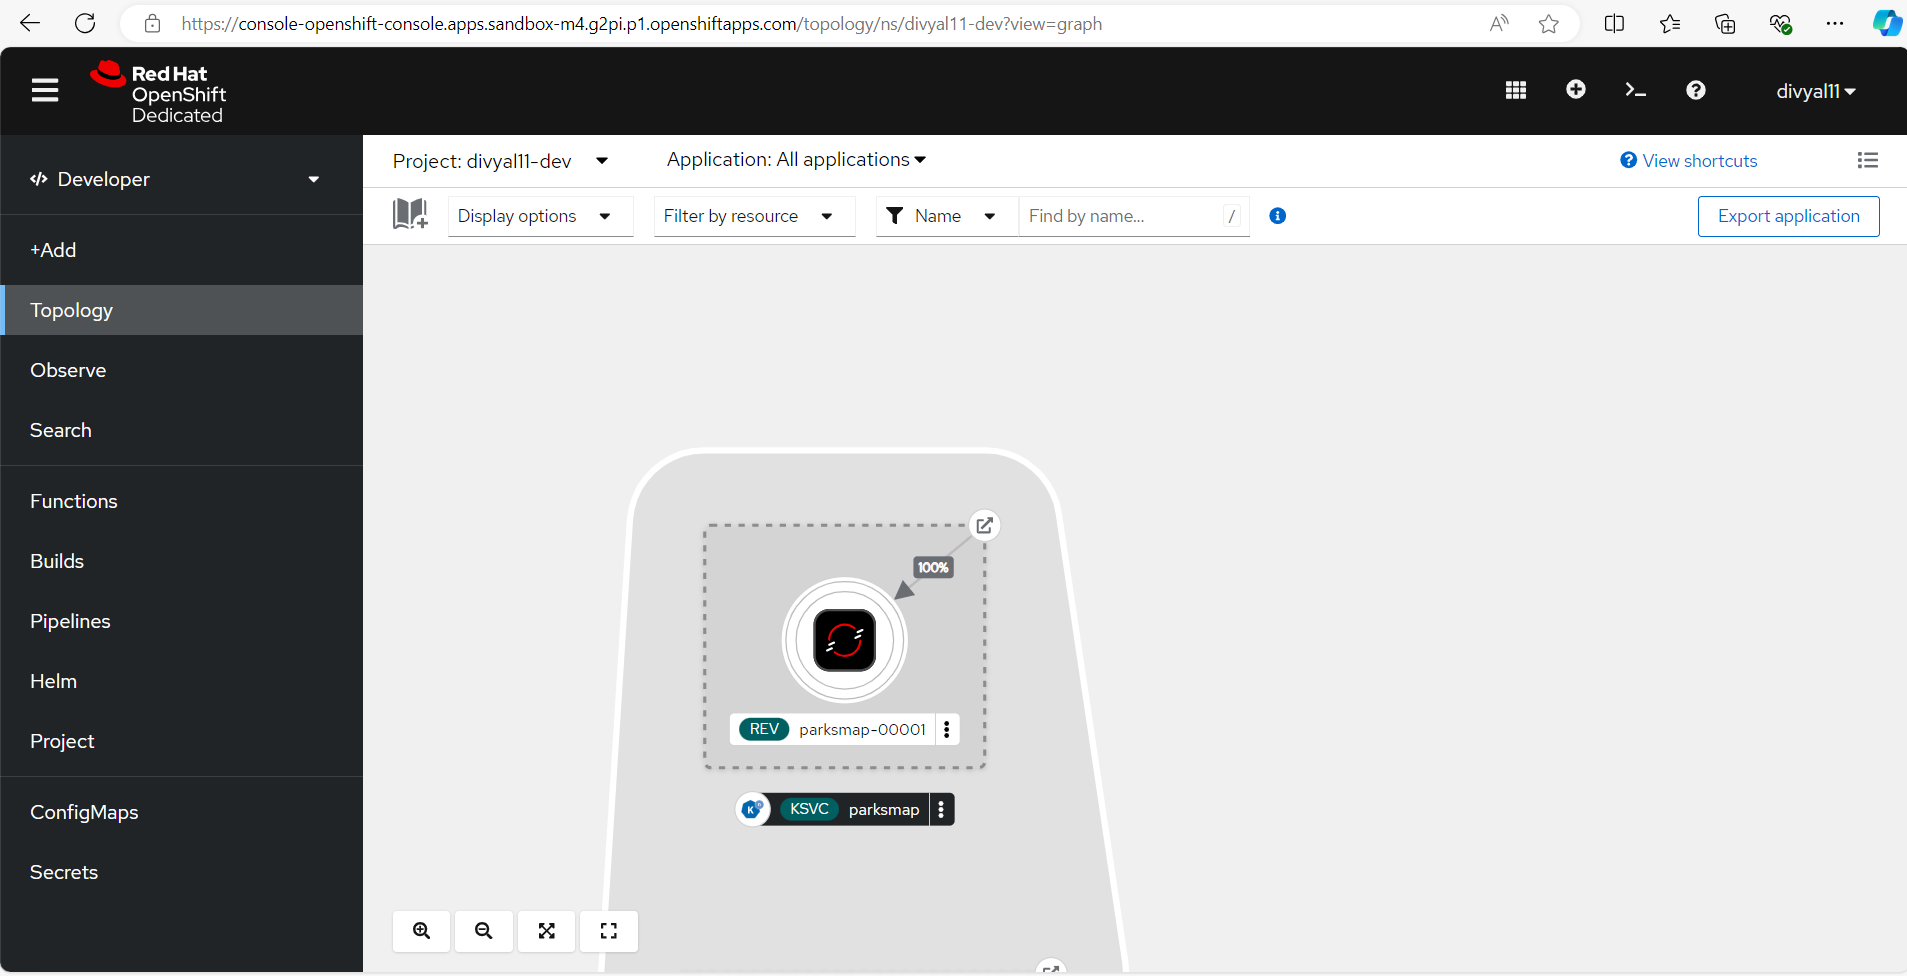 https://console-openshift-console.apps.sandbox-m4.g2pi.p1.openshiftapps.com/topology/ns/divyal11-dev?view=graph
Red Hat
OpenShift
Dedicated
divyal11
Developer
+Add
Topology
Observe
Search
Functions
Builds
Pipelines
Helm
Project
ConfigMaps
Secrets
Project: divyal11-dev
Application: All applications
View shortcuts
Display options
Filter by resource
Name
Find by name...
/
Export application
100%
REV parksmap-00001
KSVC parksmap